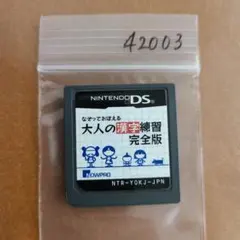 42003
NINTENDO DS
なぞっておぼえる
大人の漢字練習
完全版
NOWPRO
NTR-YOKJ-JPN